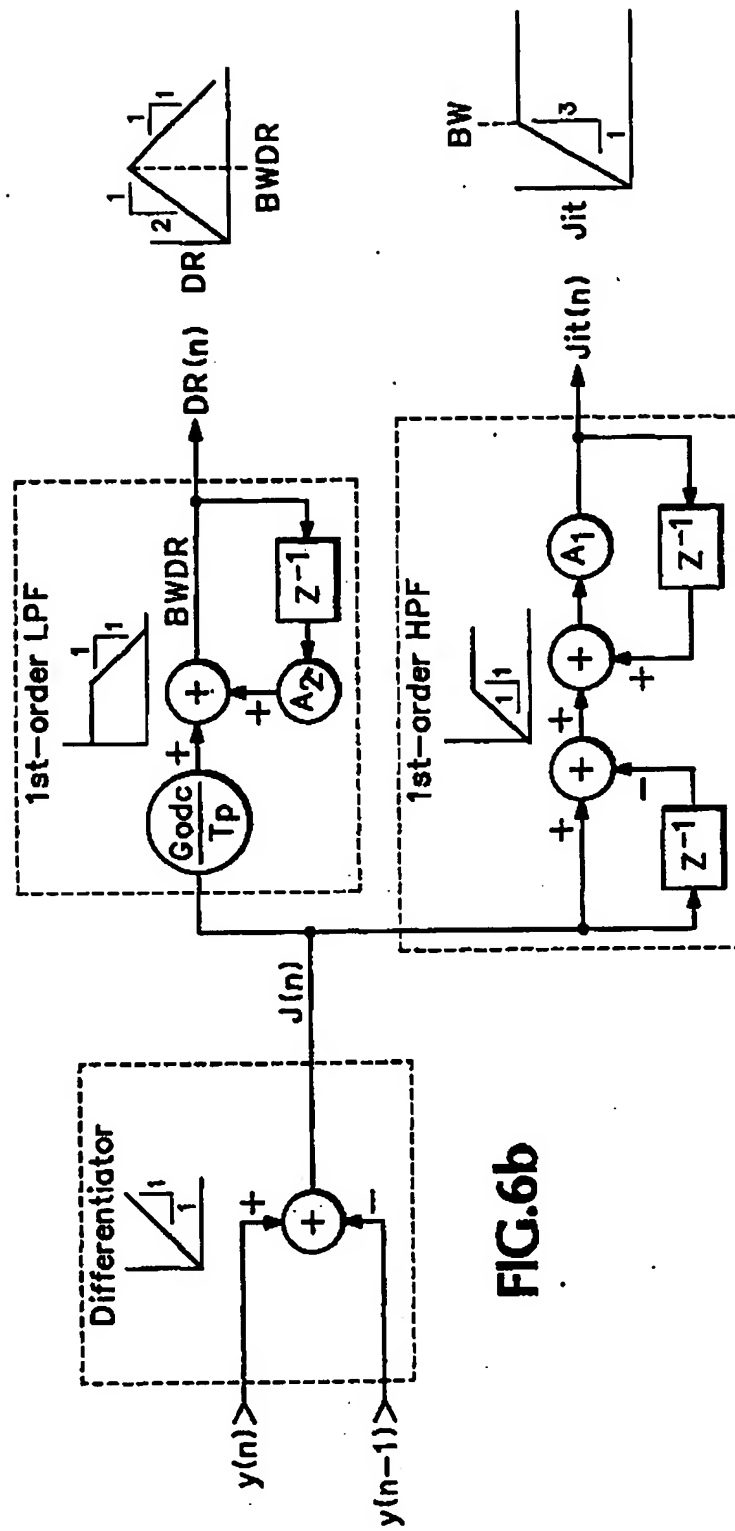 Differentiator
1
1
y(n)
y(n-1)
+
+
-
J(n)
1st-order LPF
1
1
Godc
Tp
+
+
BWDR
+
A2
Z-1
DR(n)
DR
2
1
1
1
BWDR
1st-order HPF
1
1
+
+
-
Z-1
+
+
+
A1
Z-1
Jit(n)
Jit
BW
3
1
FIG.6b